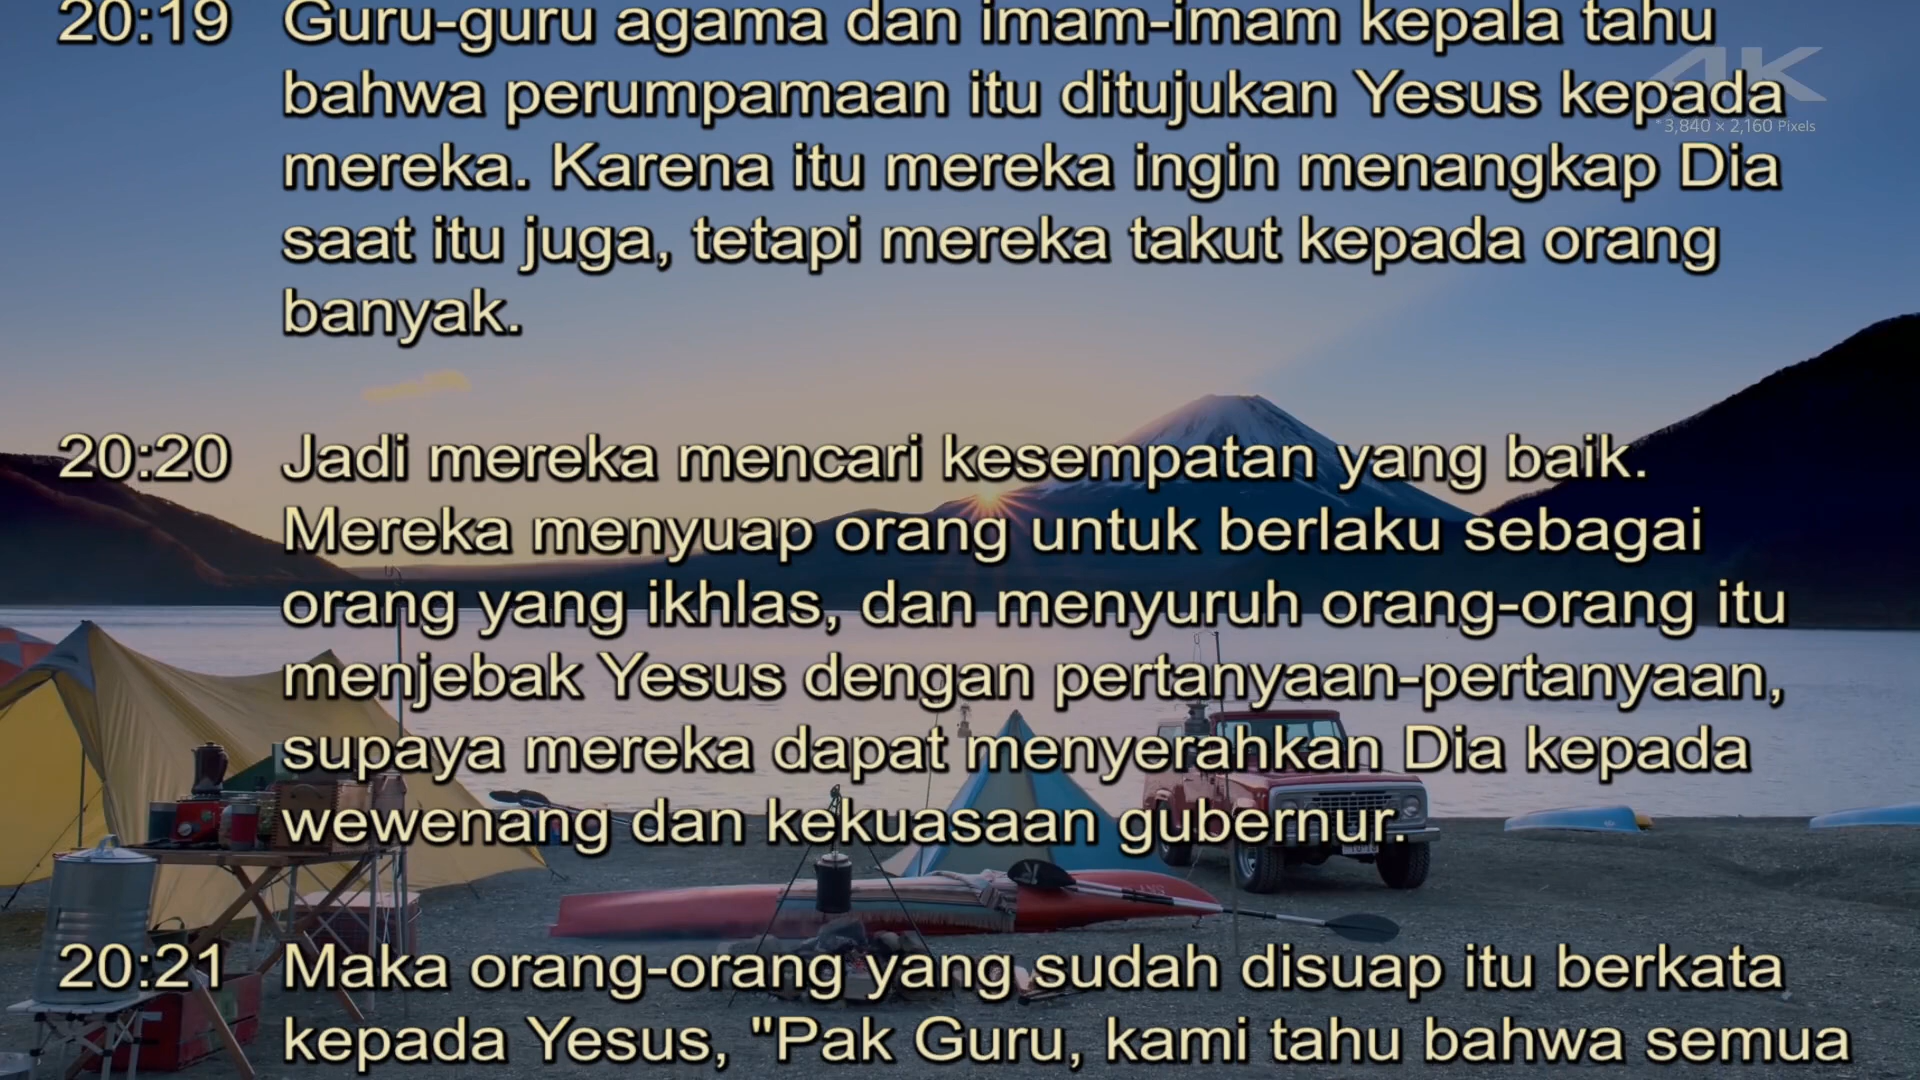 20:19 Guru-guru agama dan imam-imam kepala tahu
bahwa perumpamaan itu ditujukan Yesus kepada
mereka. Karena itu mereka ingin menangkap Dia
saat itu juga, tetapi mereka takut kepada orang
banyak.
4K
*3,840 × 2,160 Pixels
20:20 Jadi mereka mencari kesempatan yang baik.
Mereka menyuap orang untuk berlaku sebagai
orang yang ikhlas, dan menyuruh orang-orang itu
menjebak Yesus dengan pertanyaan-pertanyaan,
supaya mereka dapat menyerahkan Dia kepada
wewenang dan kekuasaan gubernur.
20:21 Maka orang-orang yang sudah disuap itu berkata
kepada Yesus, "Pak Guru, kami tahu bahwa semua